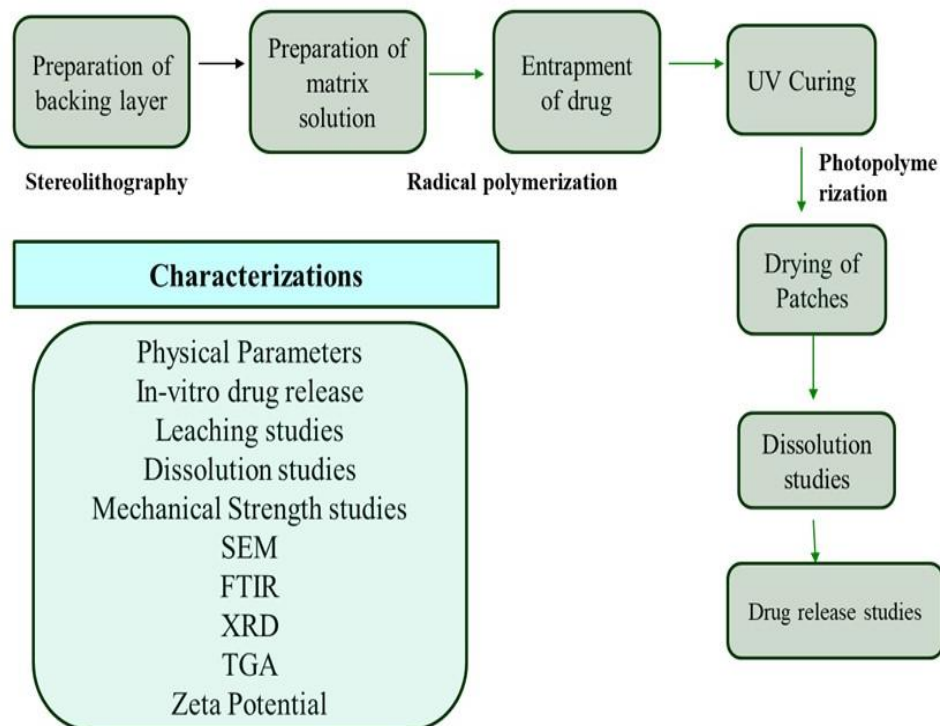 Preparation of
backing layer
Preparation of
matrix
solution
Entrapment
of drug
UV Curing
Stereolithography
Radical polymerization
Photopolyme
rization
Characterizations
Drying of
Patches
Physical Parameters
In-vitro drug release
Leaching studies
Dissolution studies
Mechanical Strength studies
SEM
FTIR
XRD
TGA
Zeta Potential
Dissolution
studies
Drug release studies